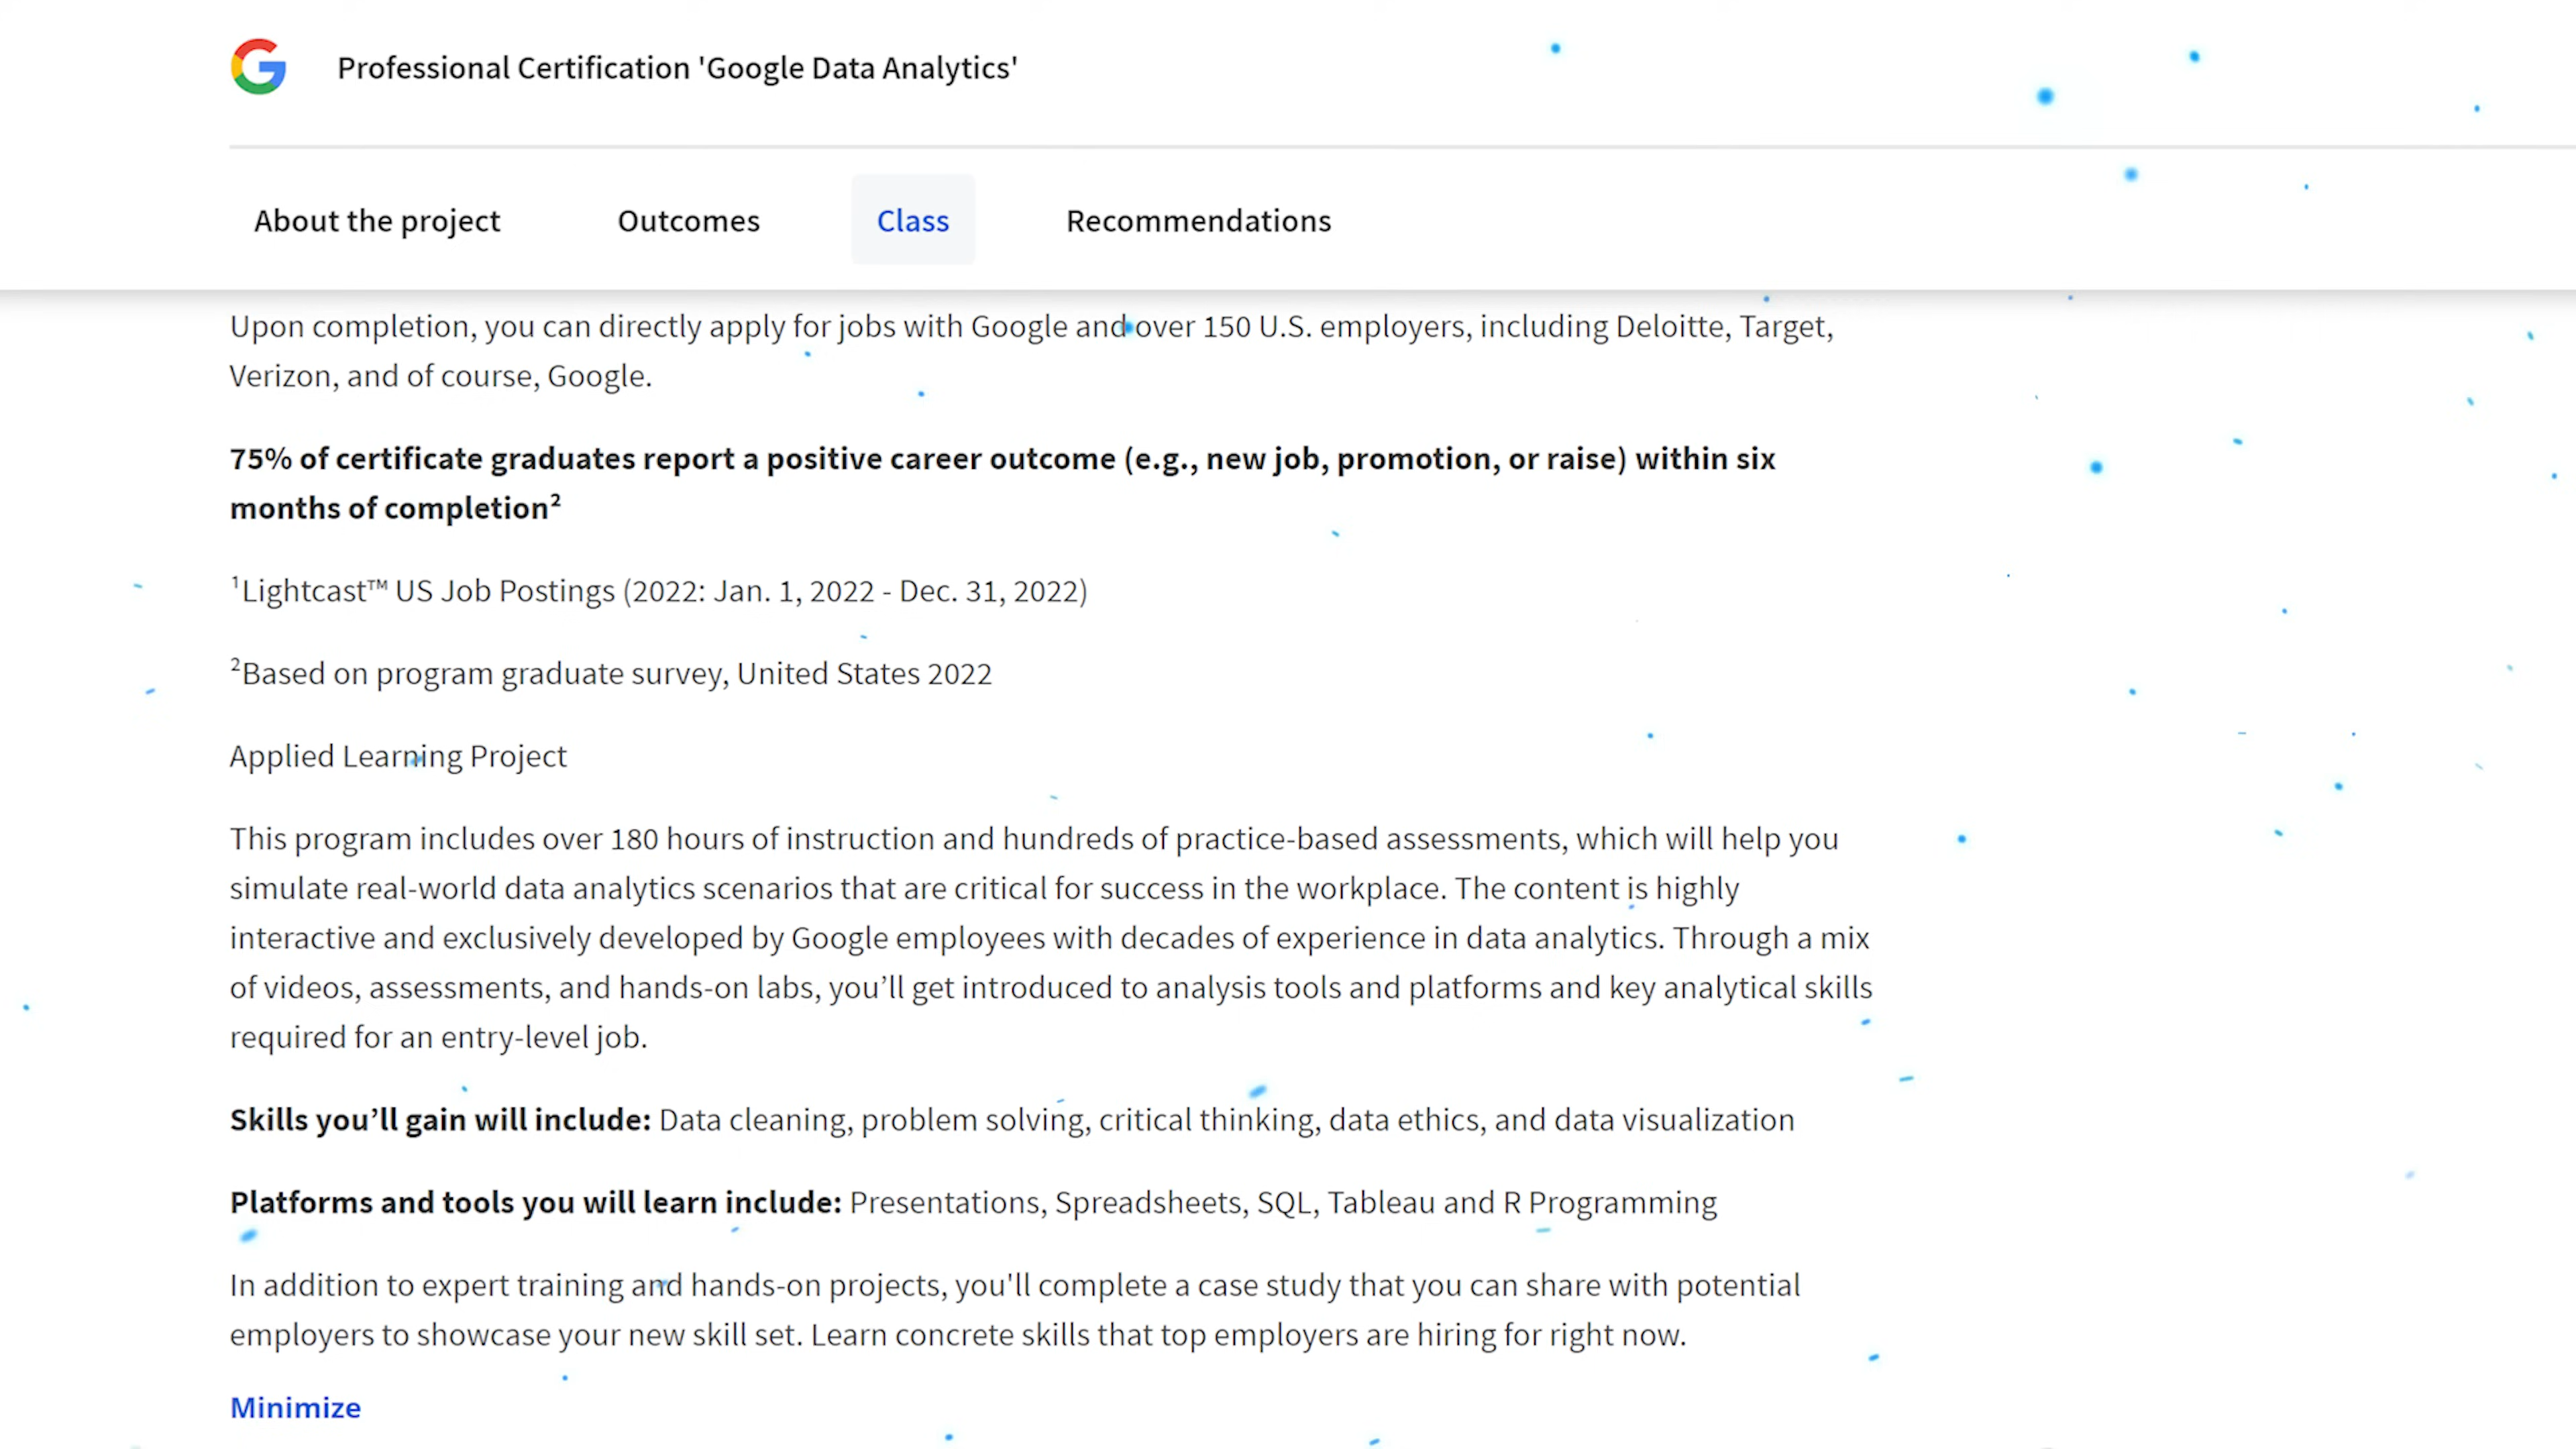 Professional Certification 'Google Data Analytics'
About the project Outcomes Class Recommendations
Upon completion, you can directly apply for jobs with Google and over 150 U.S. employers, including Deloitte, Target,
Verizon, and of course, Google.
75% of certificate graduates report a positive career outcome (e.g., new job, promotion, or raise) within six
months of completion²
¹Lightcast™ US Job Postings (2022: Jan. 1, 2022 - Dec. 31, 2022)
²Based on program graduate survey, United States 2022
Applied Learning Project
This program includes over 180 hours of instruction and hundreds of practice-based assessments, which will help you
simulate real-world data analytics scenarios that are critical for success in the workplace. The content is highly
interactive and exclusively developed by Google employees with decades of experience in data analytics. Through a mix
of videos, assessments, and hands-on labs, you’ll get introduced to analysis tools and platforms and key analytical skills
required for an entry-level job.
Skills you’ll gain will include: Data cleaning, problem solving, critical thinking, data ethics, and data visualization
Platforms and tools you will learn include: Presentations, Spreadsheets, SQL, Tableau and R Programming
In addition to expert training and hands-on projects, you'll complete a case study that you can share with potential
employers to showcase your new skill set. Learn concrete skills that top employers are hiring for right now.
Minimize